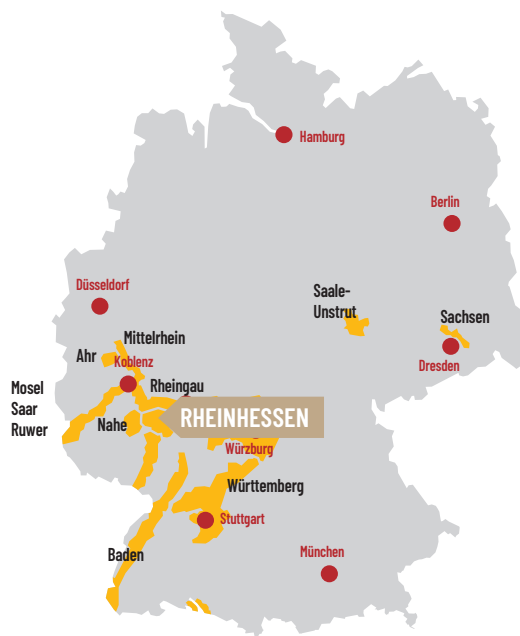 Hamburg
Berlin
Düsseldorf
Saale-
Unstrut
Sachsen
Mittelrhein
Ahr
Koblenz
Dresden
Mosel
Saar
Ruwer
Rheingau
RHEINHESSEN
Nahe
Würzburg
Württemberg
Stuttgart
Baden
München